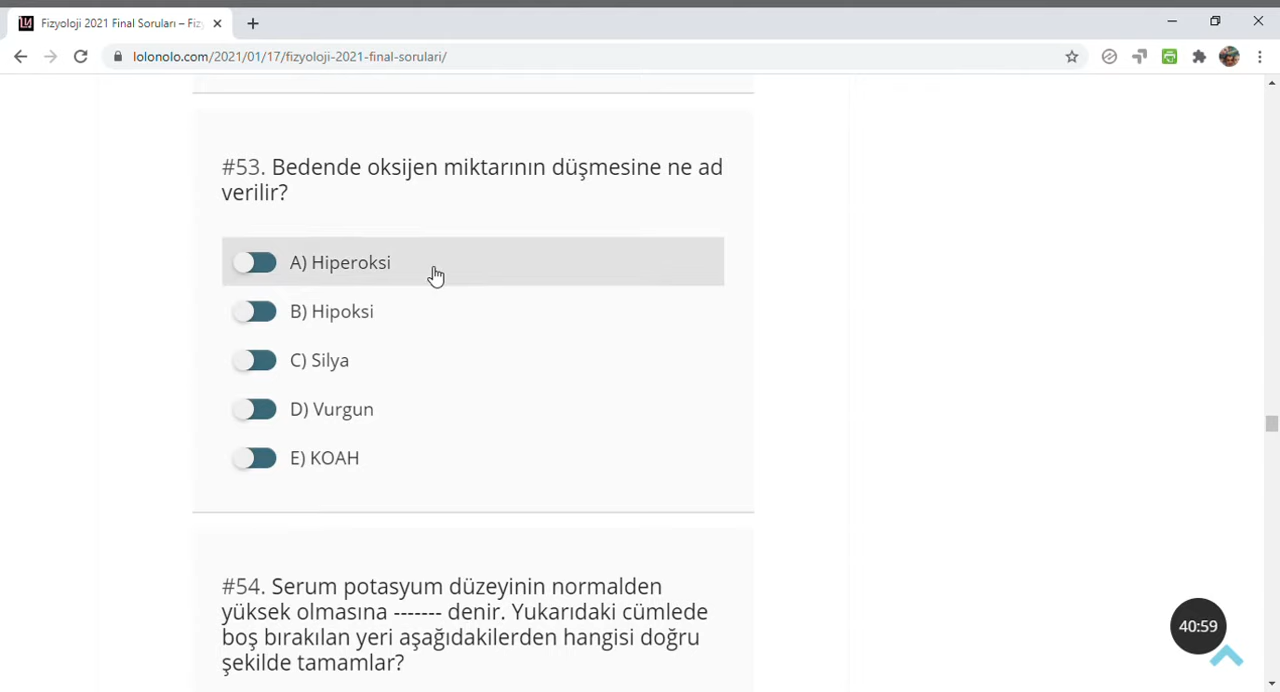 Fizyoloji 2021 Final Soruları – Fiz
lolonolo.com/2021/01/17/fizyoloji-2021-final-sorulari/
#53. Bedende oksijen miktarının düşmesine ne ad
verilir?
A) Hiperoksi
B) Hipoksi
C) Silya
D) Vurgun
E) KOAH
#54. Serum potasyum düzeyinin normalden
yüksek olmasına ------- denir. Yukarıdaki cümlede
boş bırakılan yeri aşağıdakilerden hangisi doğru
şekilde tamamlar?
40:59